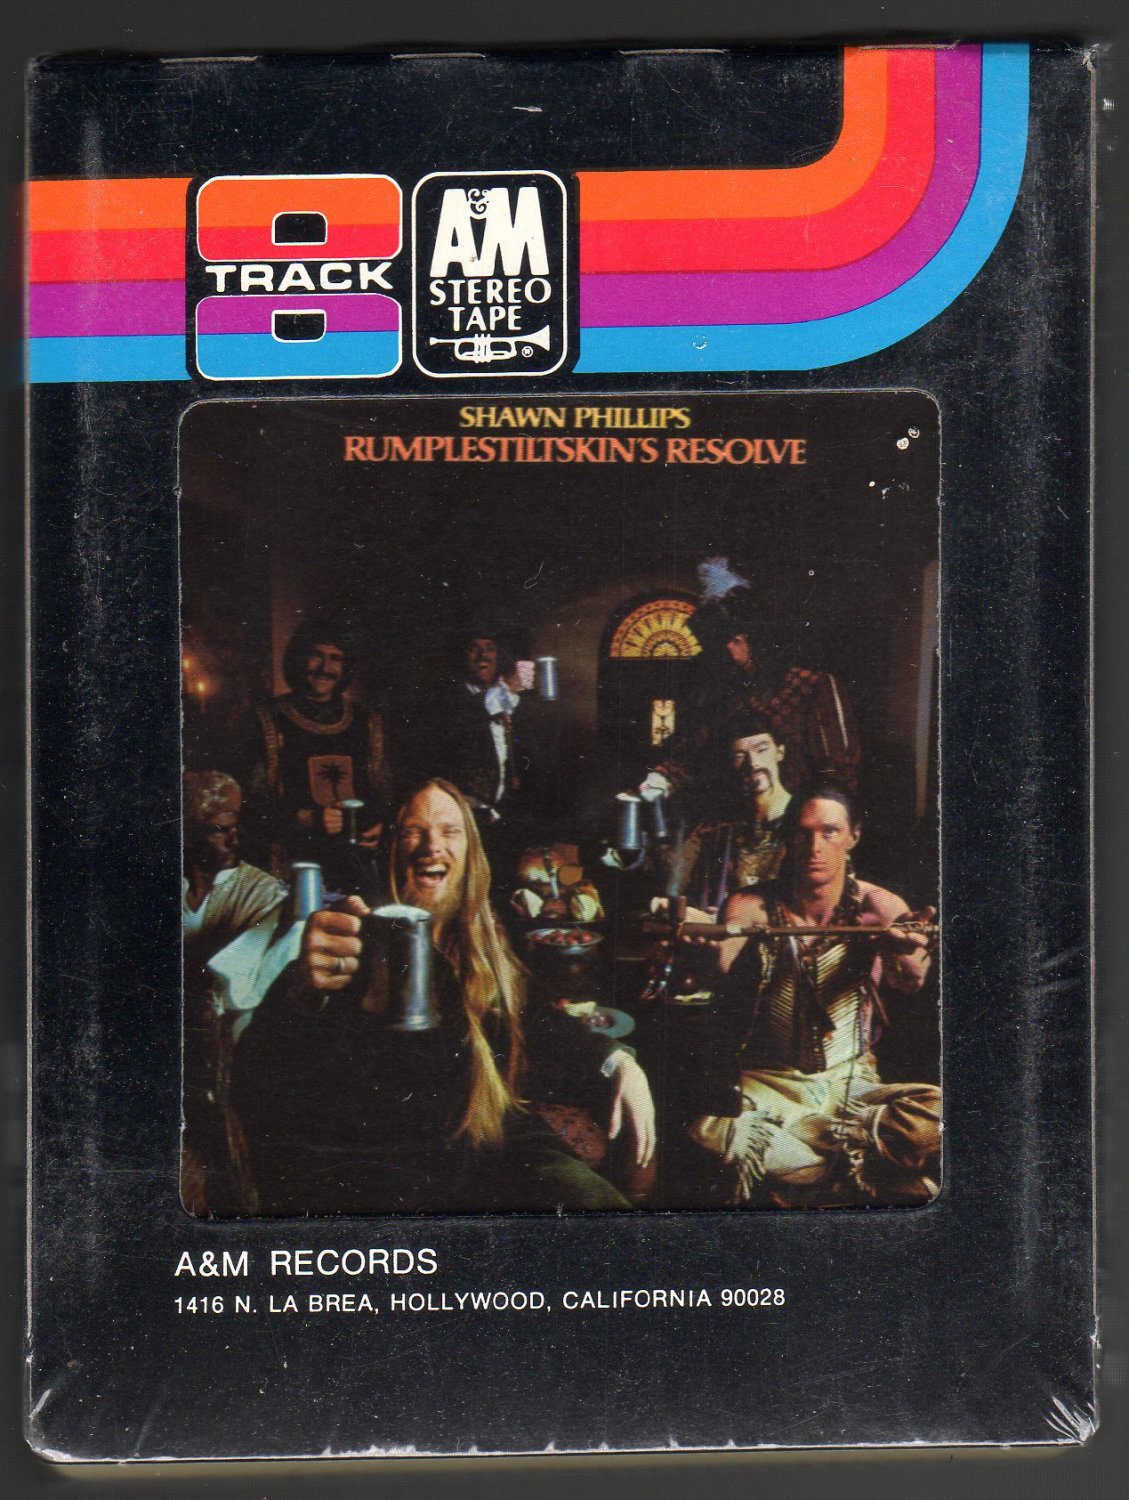 8
TRACK
A&M
STEREO
TAPE
®
SHAWN PHILLIPS
RUMPLESTILTSKIN'S RESOLVE
A&M RECORDS
1416 N. LA BREA, HOLLYWOOD, CALIFORNIA 90028